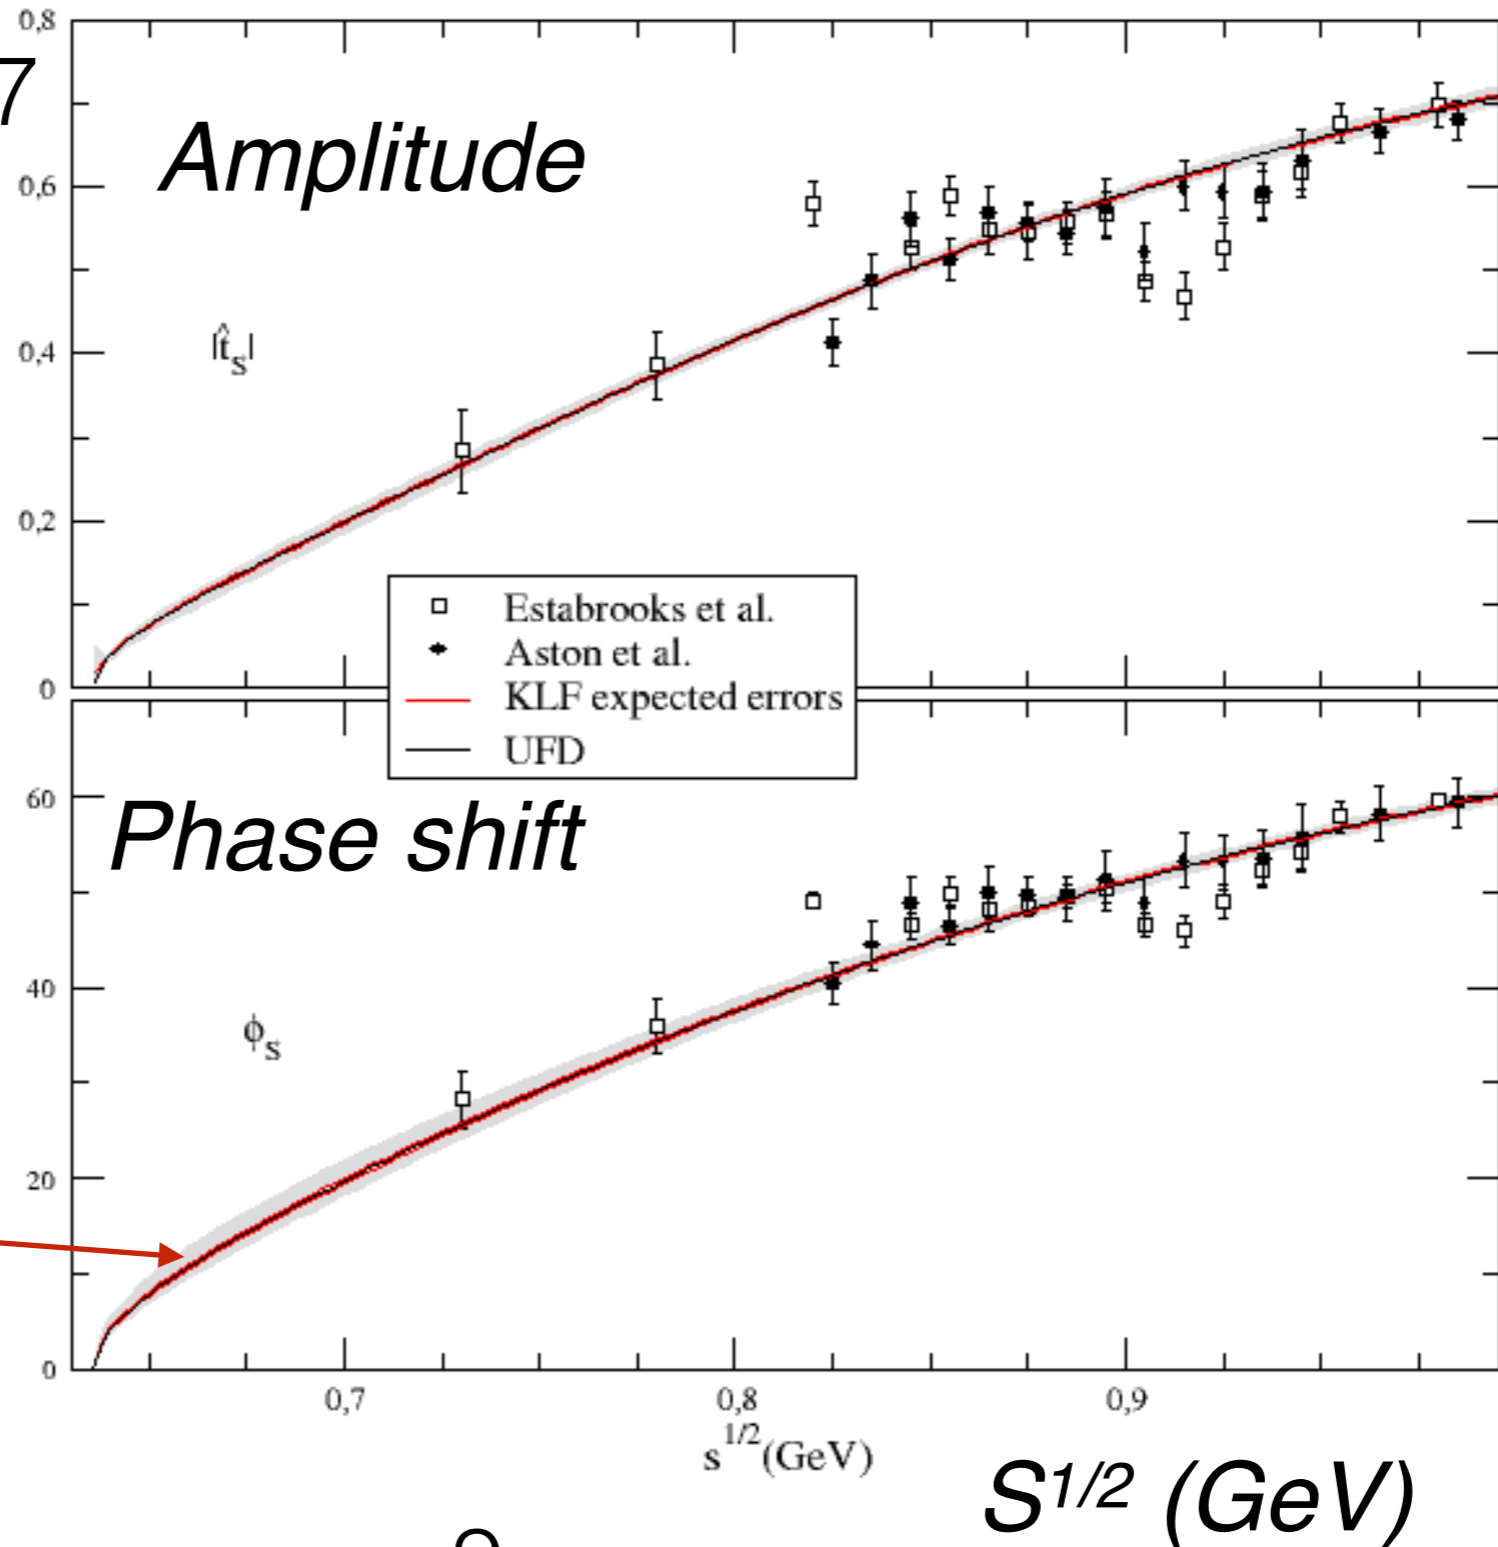 0,8
7
Amplitude
0,6
|t̂S|
0,4
0,2
0
Estabrooks et al.
Aston et al.
KLF expected errors
UFD
60
Phase shift
40
ϕS
20
0
0,7 0,8 0,9
s^1/2(GeV)
S^1/2 (GeV)